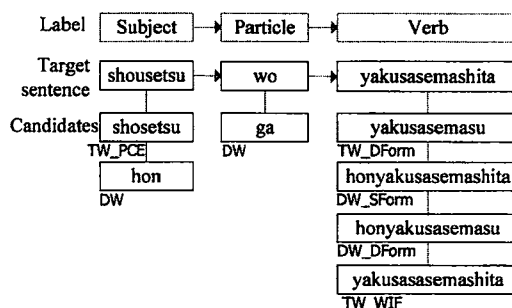 Label Subject Particle Verb
Target sentence shousetsu wo yakusasemashita
Candidates shosetsu ga yakusasemasu
TW_PCE DW TW_DForm
hon honyakusasemashita
DW DW_SForm
honyakusasemasu
DW_DForm
yakusasasemashita
TW_WIF